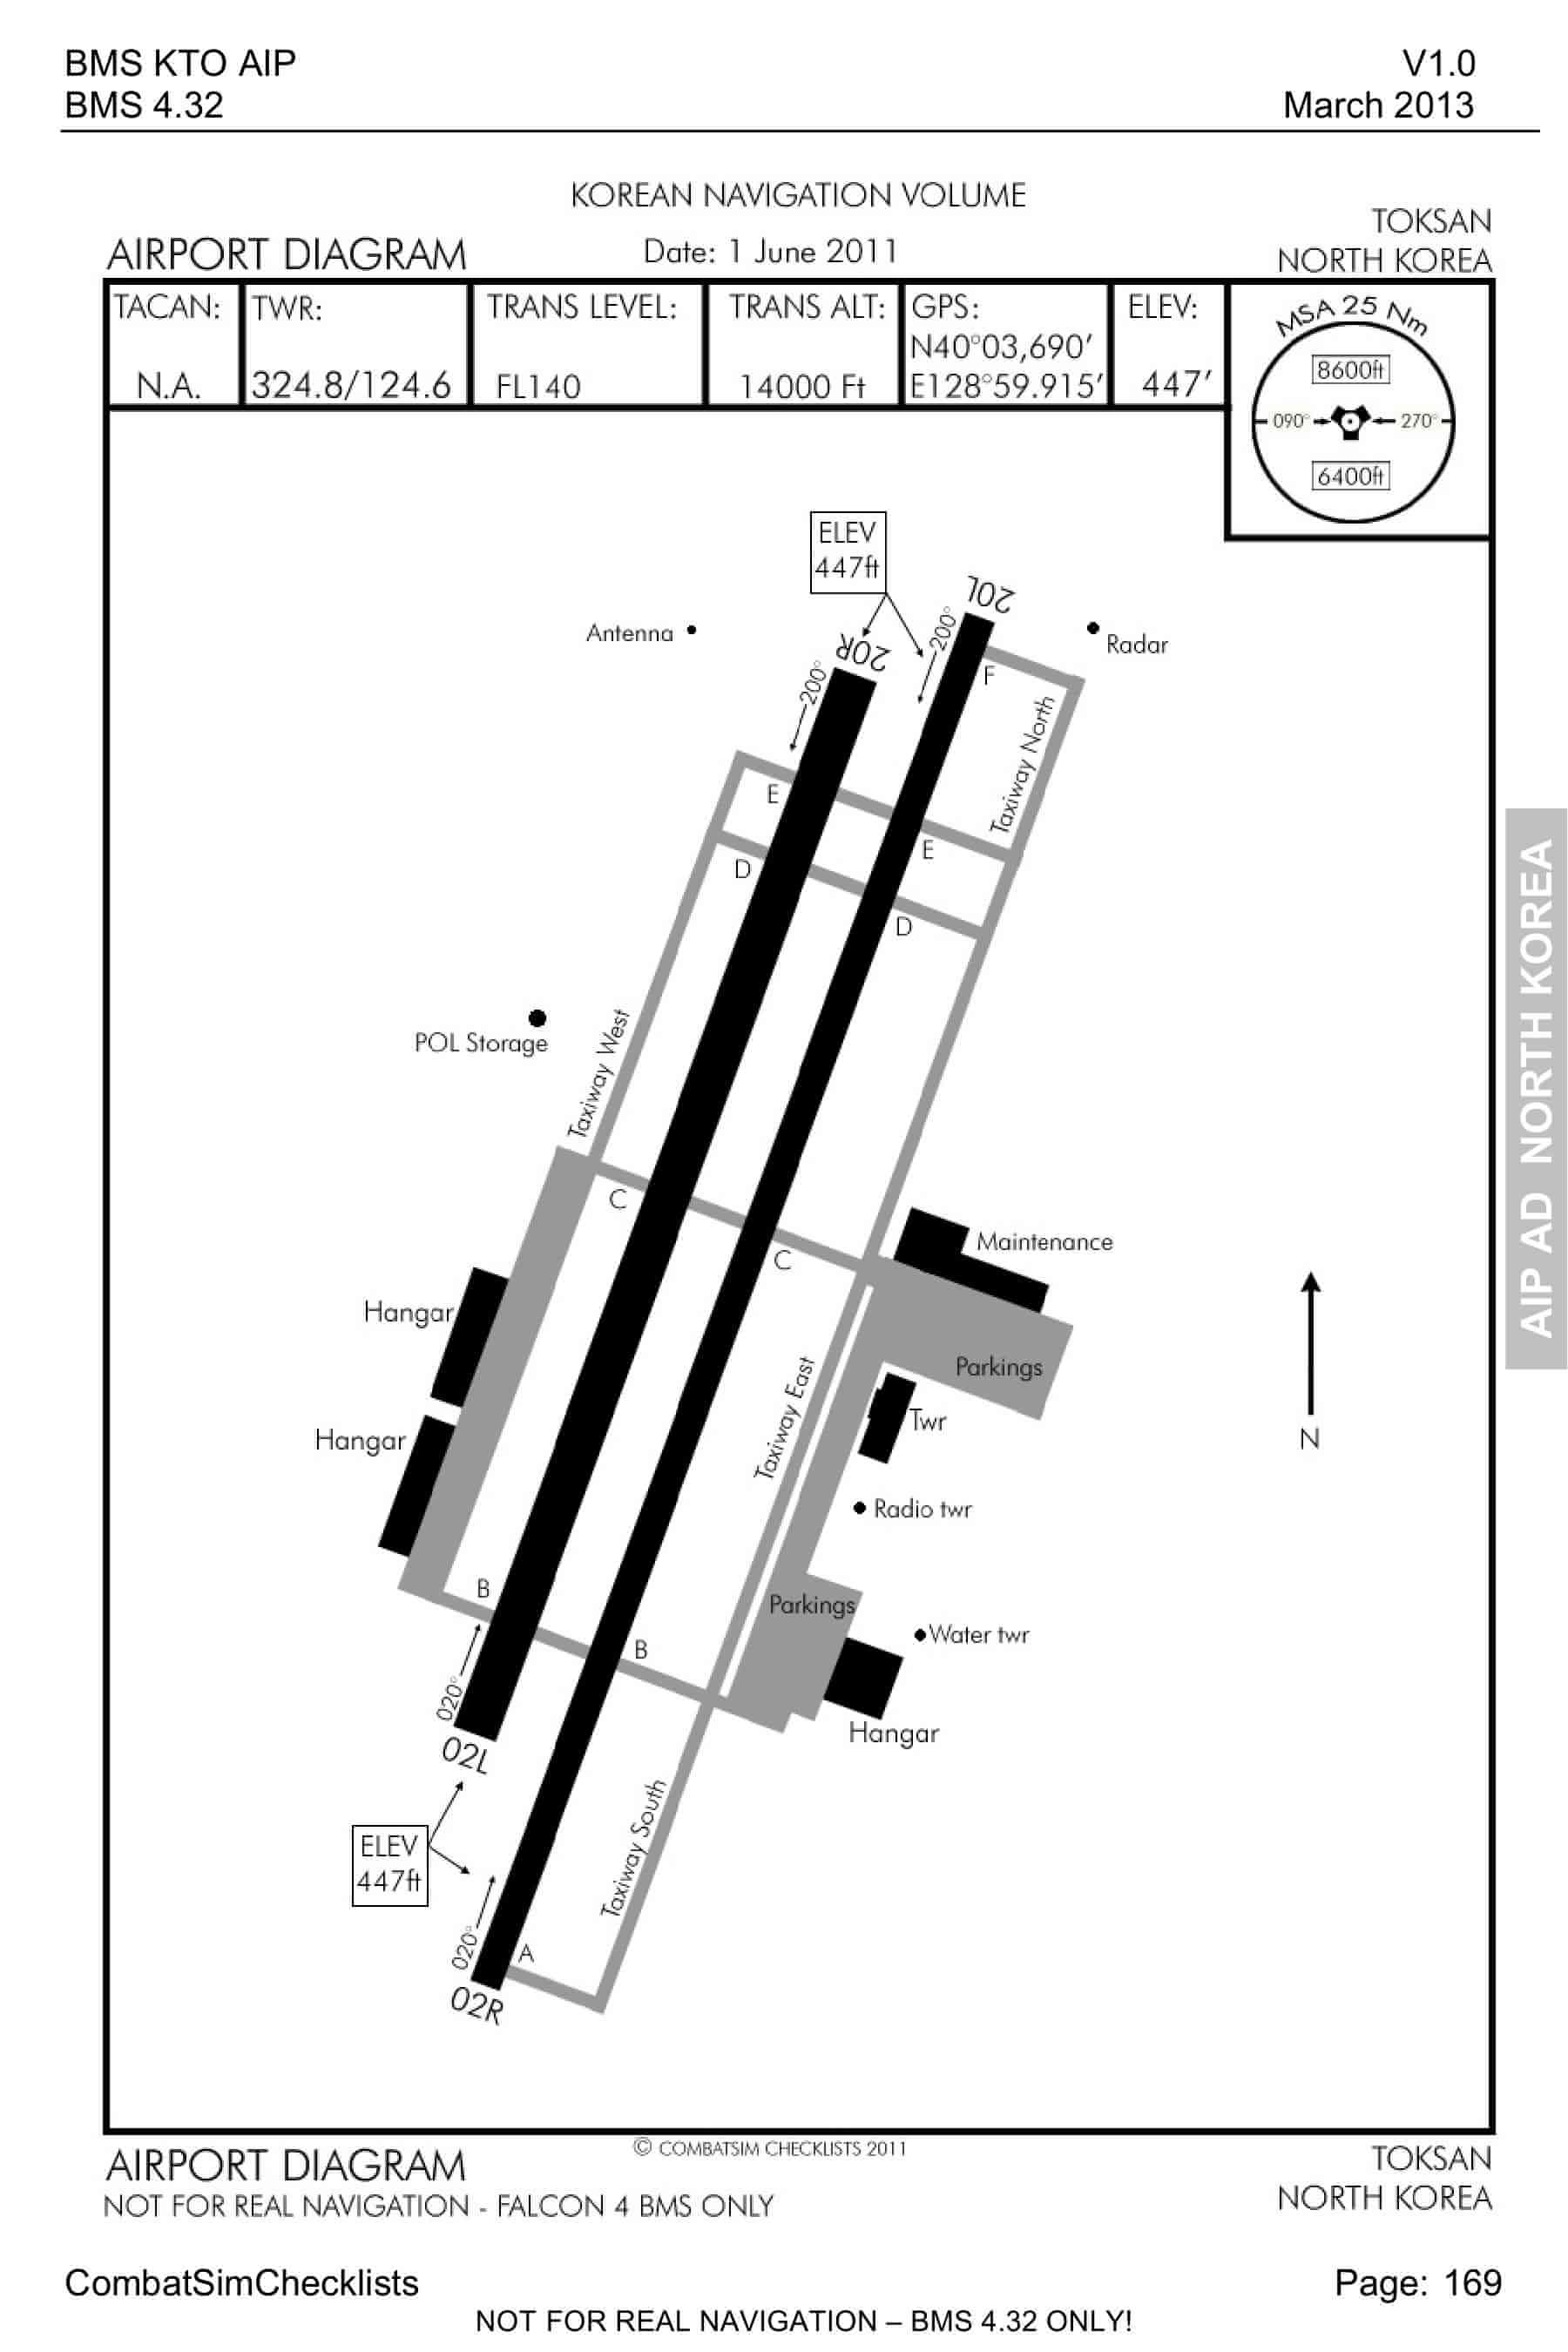 BMS KTO AIP
V1.0
BMS 4.32
March 2013
KOREAN NAVIGATION VOLUME
TOKSAN
AIRPORT DIAGRAM
Date: 1 June 2011
NORTH KOREA
TACAN:
N.A.
TWR:
324.8/124.6
TRANS LEVEL:
FL140
TRANS ALT:
14000 Ft
GPS:
N40°03,690′
E128°59.915′
ELEV:
447′
MSA 25 Nm
8600ft
090°
270°
6400ft
ELEV
447ft
20L
20R
200°
200°
Antenna
Radar
F
Taxiway North
E
E
D
D
POL Storage
Taxiway West
C
C
Maintenance
Hangar
Parkings
Hangar
Twr
Taxiway East
N
Radio twr
B
Parkings
B
Water twr
Hangar
020°
02L
ELEV
447ft
Taxiway South
020°
A
02R
AIP AD NORTH KOREA
© COMBATSIM CHECKLISTS 2011
AIRPORT DIAGRAM
TOKSAN
NOT FOR REAL NAVIGATION - FALCON 4 BMS ONLY
NORTH KOREA
CombatSimChecklists
Page: 169
NOT FOR REAL NAVIGATION – BMS 4.32 ONLY!